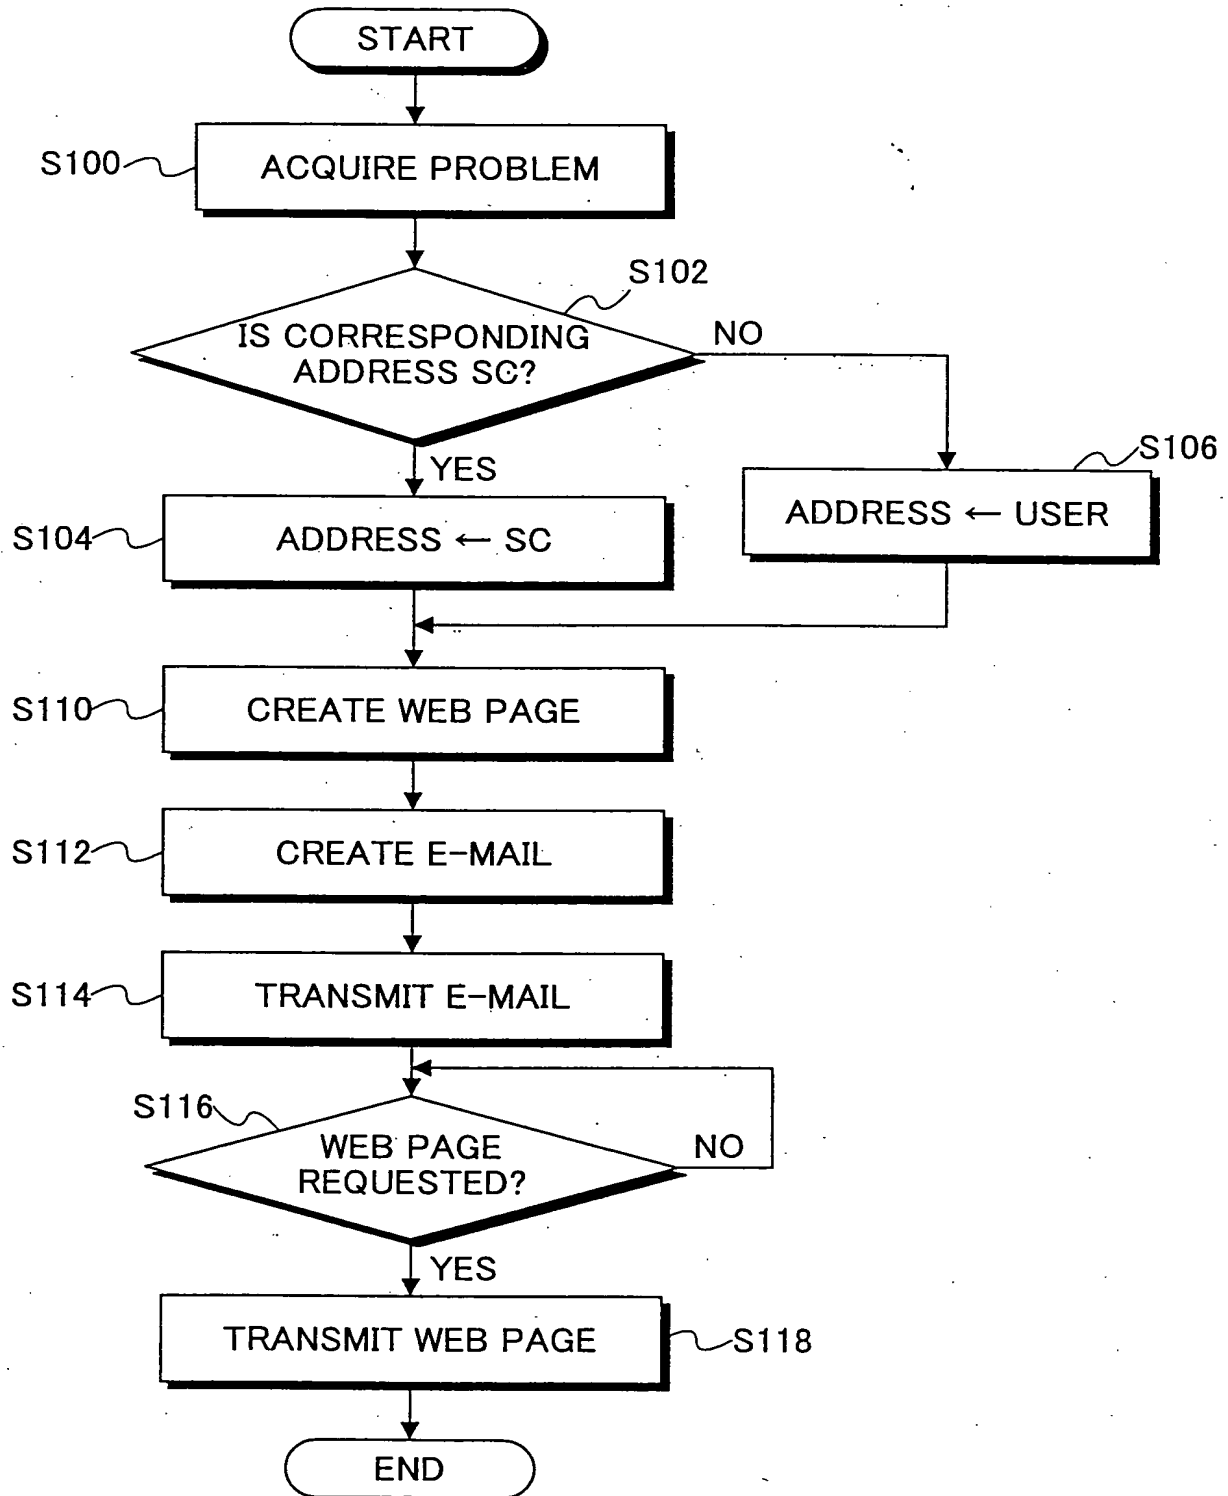 START
S100
ACQUIRE PROBLEM
S102
IS CORRESPONDING
ADDRESS SC?
NO
YES
S106
ADDRESS ← USER
S104
ADDRESS ← SC
S110
CREATE WEB PAGE
S112
CREATE E-MAIL
S114
TRANSMIT E-MAIL
S116
WEB PAGE
REQUESTED?
NO
YES
TRANSMIT WEB PAGE
S118
END